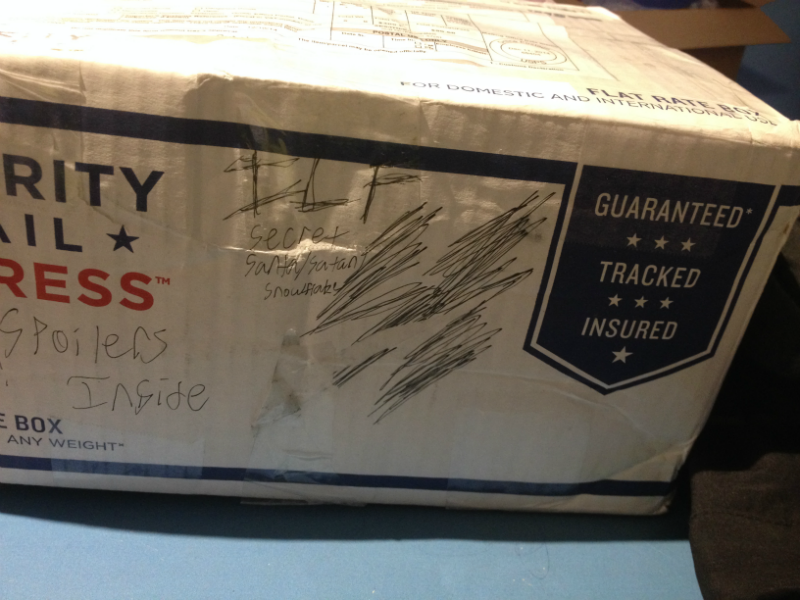 FOR DOMESTIC AND INTERNATIONAL USE
FLAT RATE BOX
RITY
AIL ★
RESS™
ELF
Secret
Santa/Satan
Snowflake
Spoilers
Inside
E BOX
ANY WEIGHT"
GUARANTEED*
★ ★ ★
TRACKED
★ ★ ★
INSURED
★